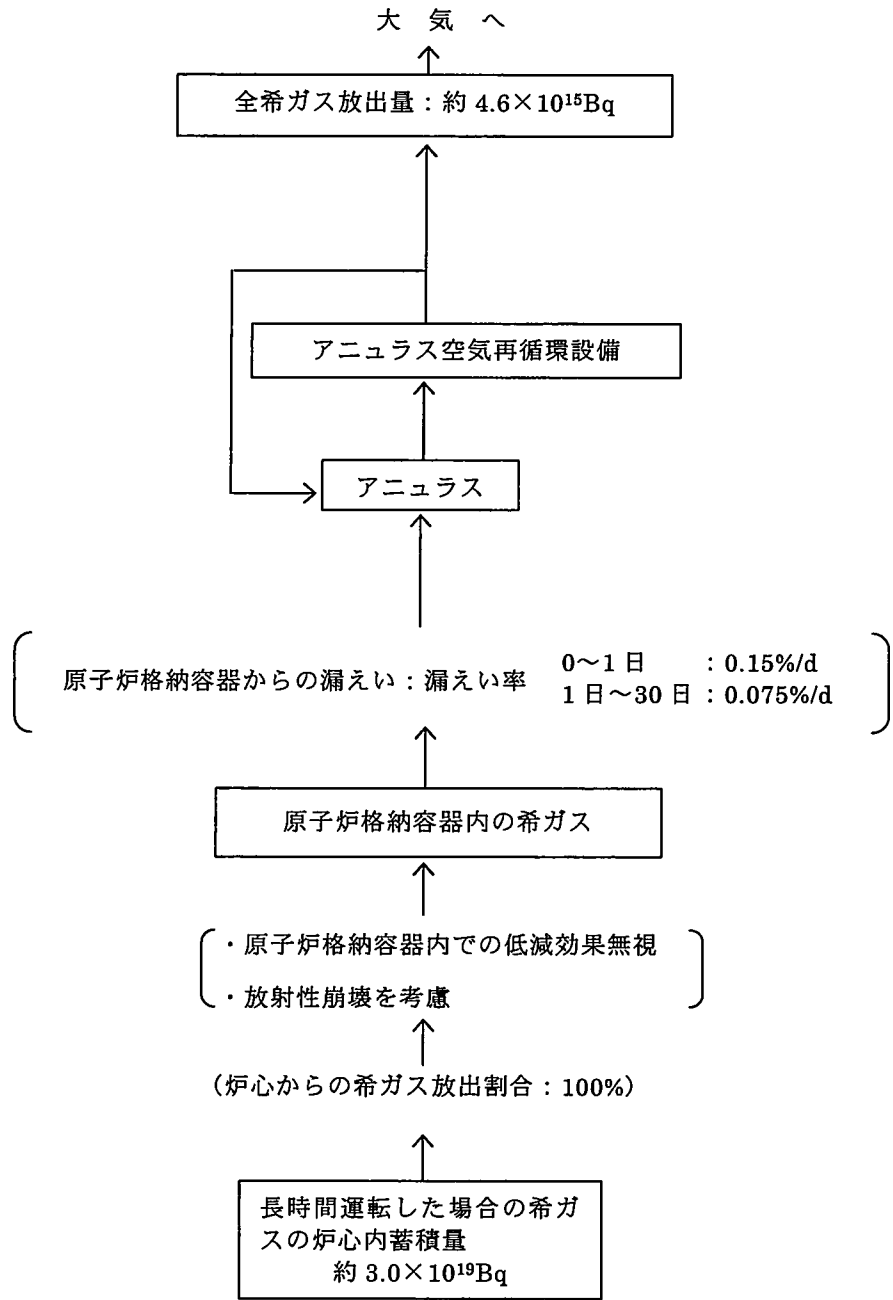 大 気 へ
全希ガス放出量：約 4.6×10¹⁵Bq
アニュラス空気再循環設備
アニュラス
原子炉格納容器からの漏えい：漏えい率
0～1 日 ：0.15%/d
1 日～30 日：0.075%/d
原子炉格納容器内の希ガス
・原子炉格納容器内での低減効果無視
・放射性崩壊を考慮
（炉心からの希ガス放出割合：100%）
長時間運転した場合の希ガ
スの炉心内蓄積量
約 3.0×10¹⁹Bq